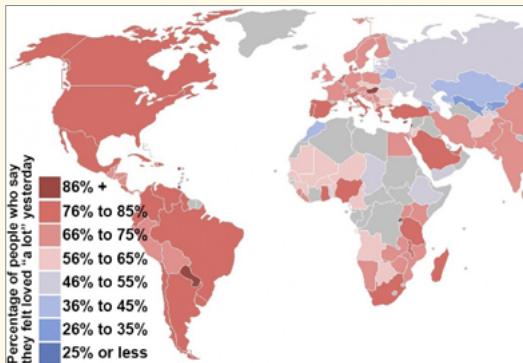 Percentage of people who say
they felt loved "a lot" yesterday
86% +
76% to 85%
66% to 75%
56% to 65%
46% to 55%
36% to 45%
26% to 35%
25% or less